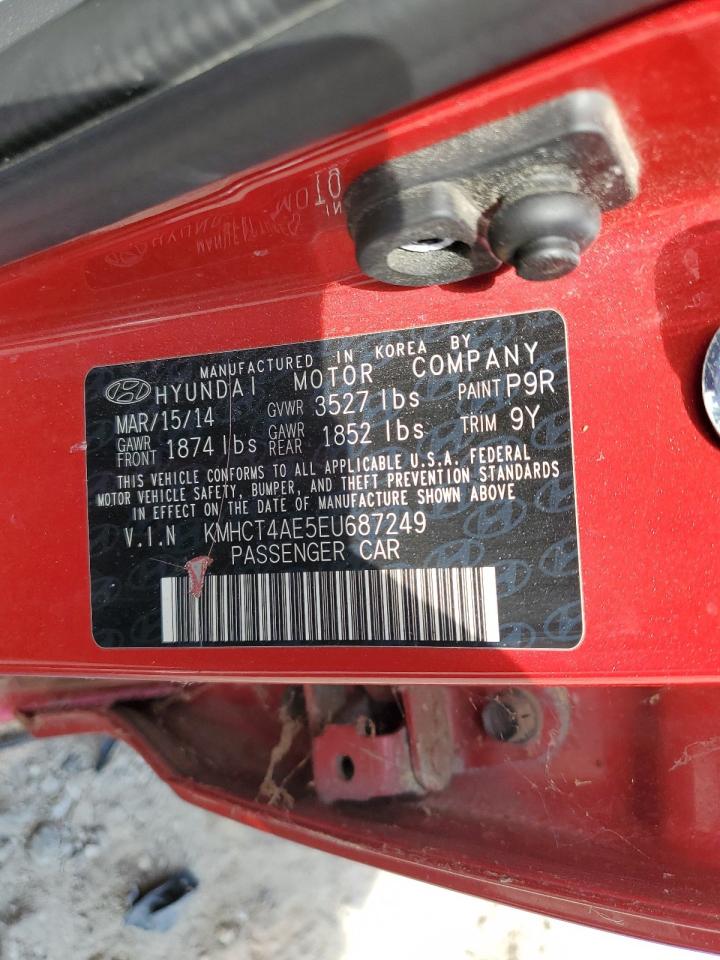 MANUFACTURED IN KOREA BY
HYUNDAI MOTOR COMPANY
MAR/15/14 GVWR 3527 lbs PAINT P9R
GAWR FRONT 1874 lbs GAWR REAR 1852 lbs TRIM 9Y
THIS VEHICLE CONFORMS TO ALL APPLICABLE U.S.A. FEDERAL
MOTOR VEHICLE SAFETY, BUMPER, AND THEFT PREVENTION STANDARDS
IN EFFECT ON THE DATE OF MANUFACTURE SHOWN ABOVE
V.I.N KMHCT4AE5EU687249
PASSENGER CAR